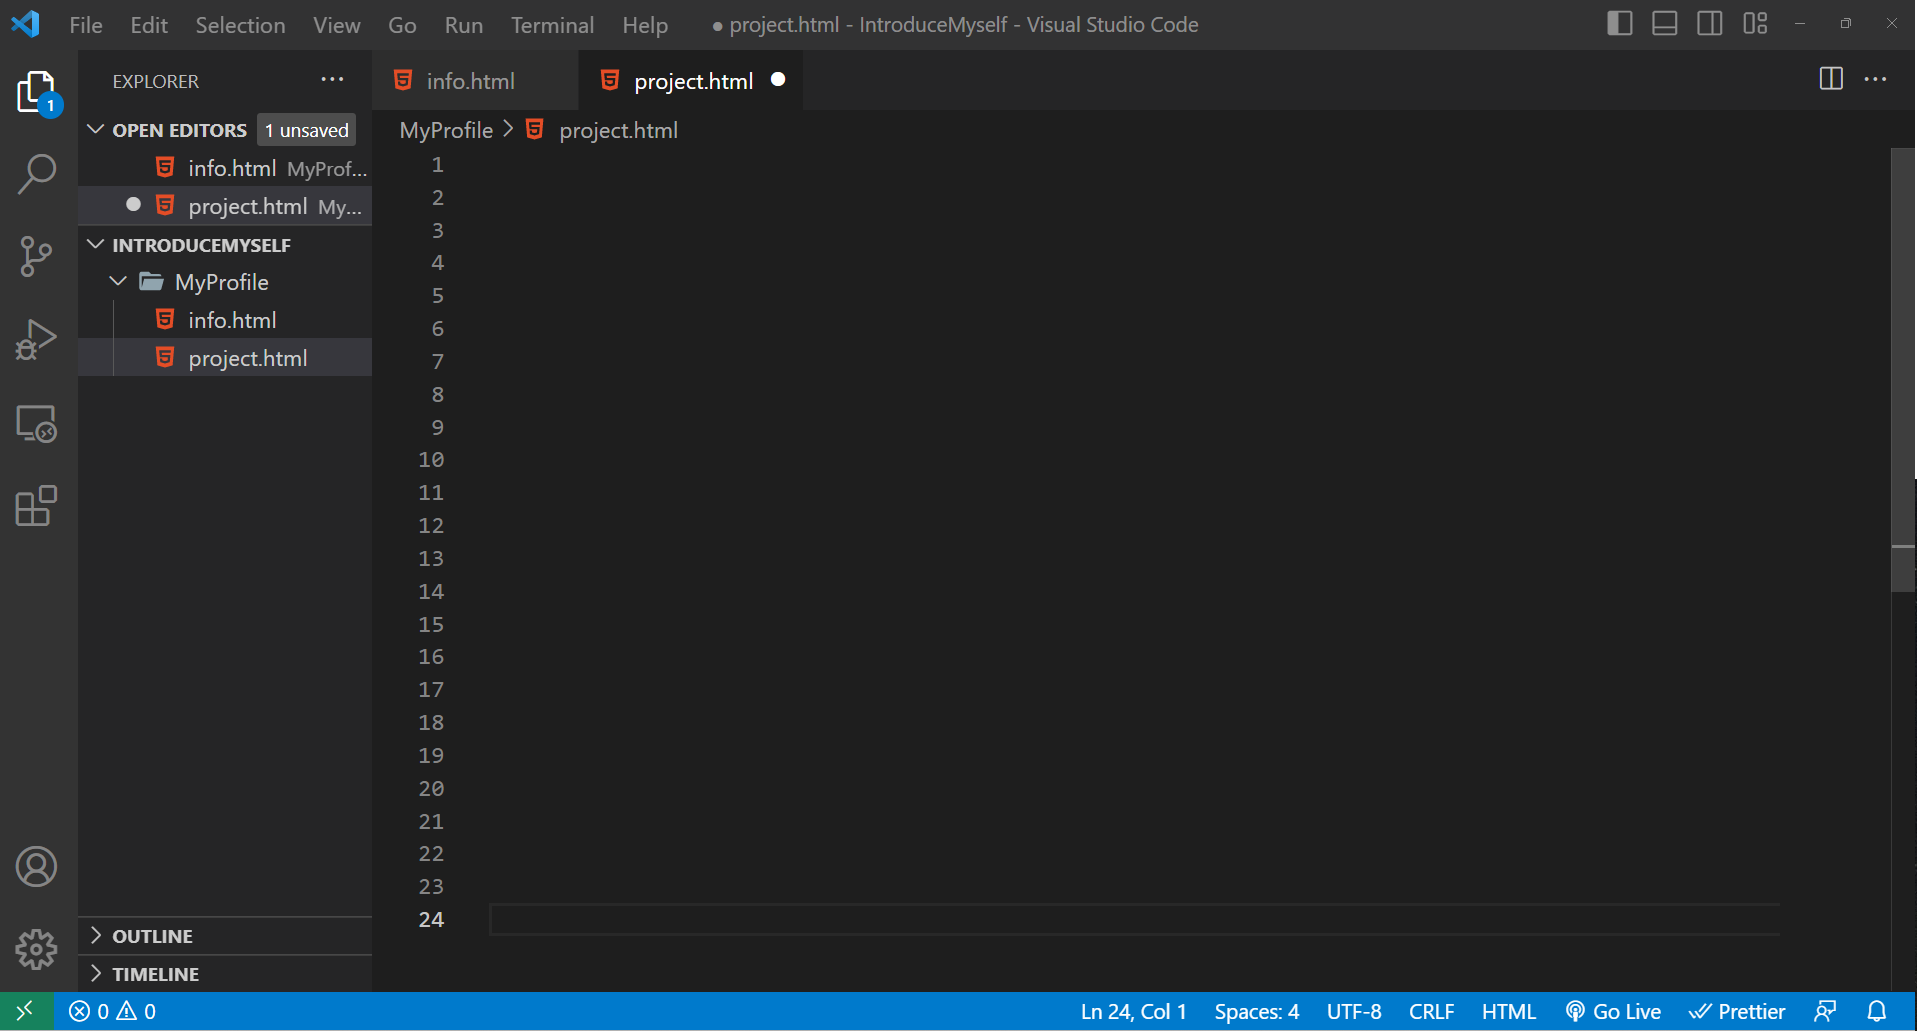 File Edit Selection View Go Run Terminal Help ● project.html - IntroduceMyself - Visual Studio Code
EXPLORER ···
1
OPEN EDITORS 1 unsaved
info.html MyProf...
project.html My...
INTRODUCEMYSELF
MyProfile
info.html
project.html
OUTLINE
TIMELINE
info.html project.html
MyProfile > project.html
1
2
3
4
5
6
7
8
9
10
11
12
13
14
15
16
17
18
19
20
21
22
23
24
0 0 Ln 24, Col 1 Spaces: 4 UTF-8 CRLF HTML Go Live Prettier